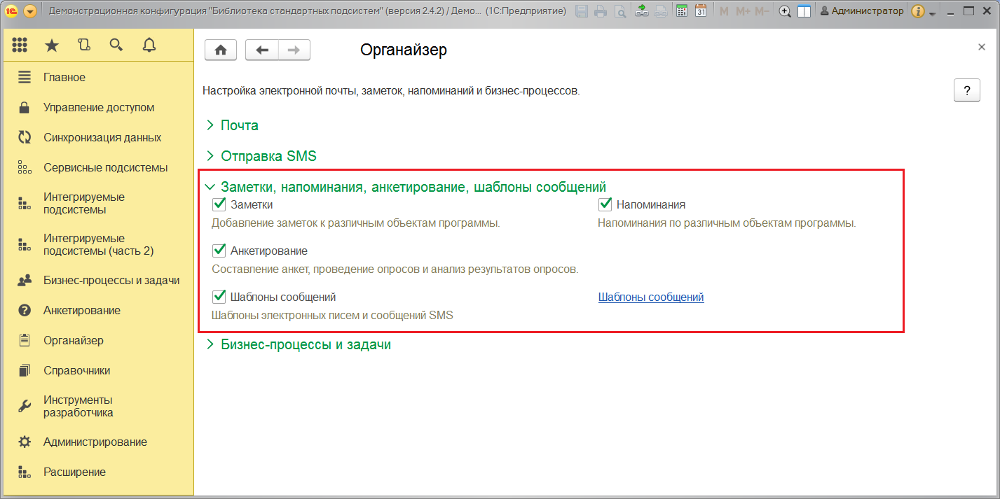 1С Демонстрационная конфигурация "Библиотека стандартных подсистем" (версия 2.4.2) / Демо... (1С:Предприятие) 31 M M+ M- Администратор i
Органайзер
Настройка электронной почты, заметок, напоминаний и бизнес-процессов.
?
Главное
Управление доступом
Синхронизация данных
Сервисные подсистемы
Интегрируемые
подсистемы
Интегрируемые
подсистемы (часть 2)
Бизнес-процессы и задачи
Анкетирование
Органайзер
Справочники
Инструменты
разработчика
Администрирование
Расширение
Почта
Отправка SMS
Заметки, напоминания, анкетирование, шаблоны сообщений
Заметки
Напоминания
Добавление заметок к различным объектам программы.
Напоминания по различным объектам программы.
Анкетирование
Составление анкет, проведение опросов и анализ результатов опросов.
Шаблоны сообщений
Шаблоны сообщений
Шаблоны электронных писем и сообщений SMS
Бизнес-процессы и задачи